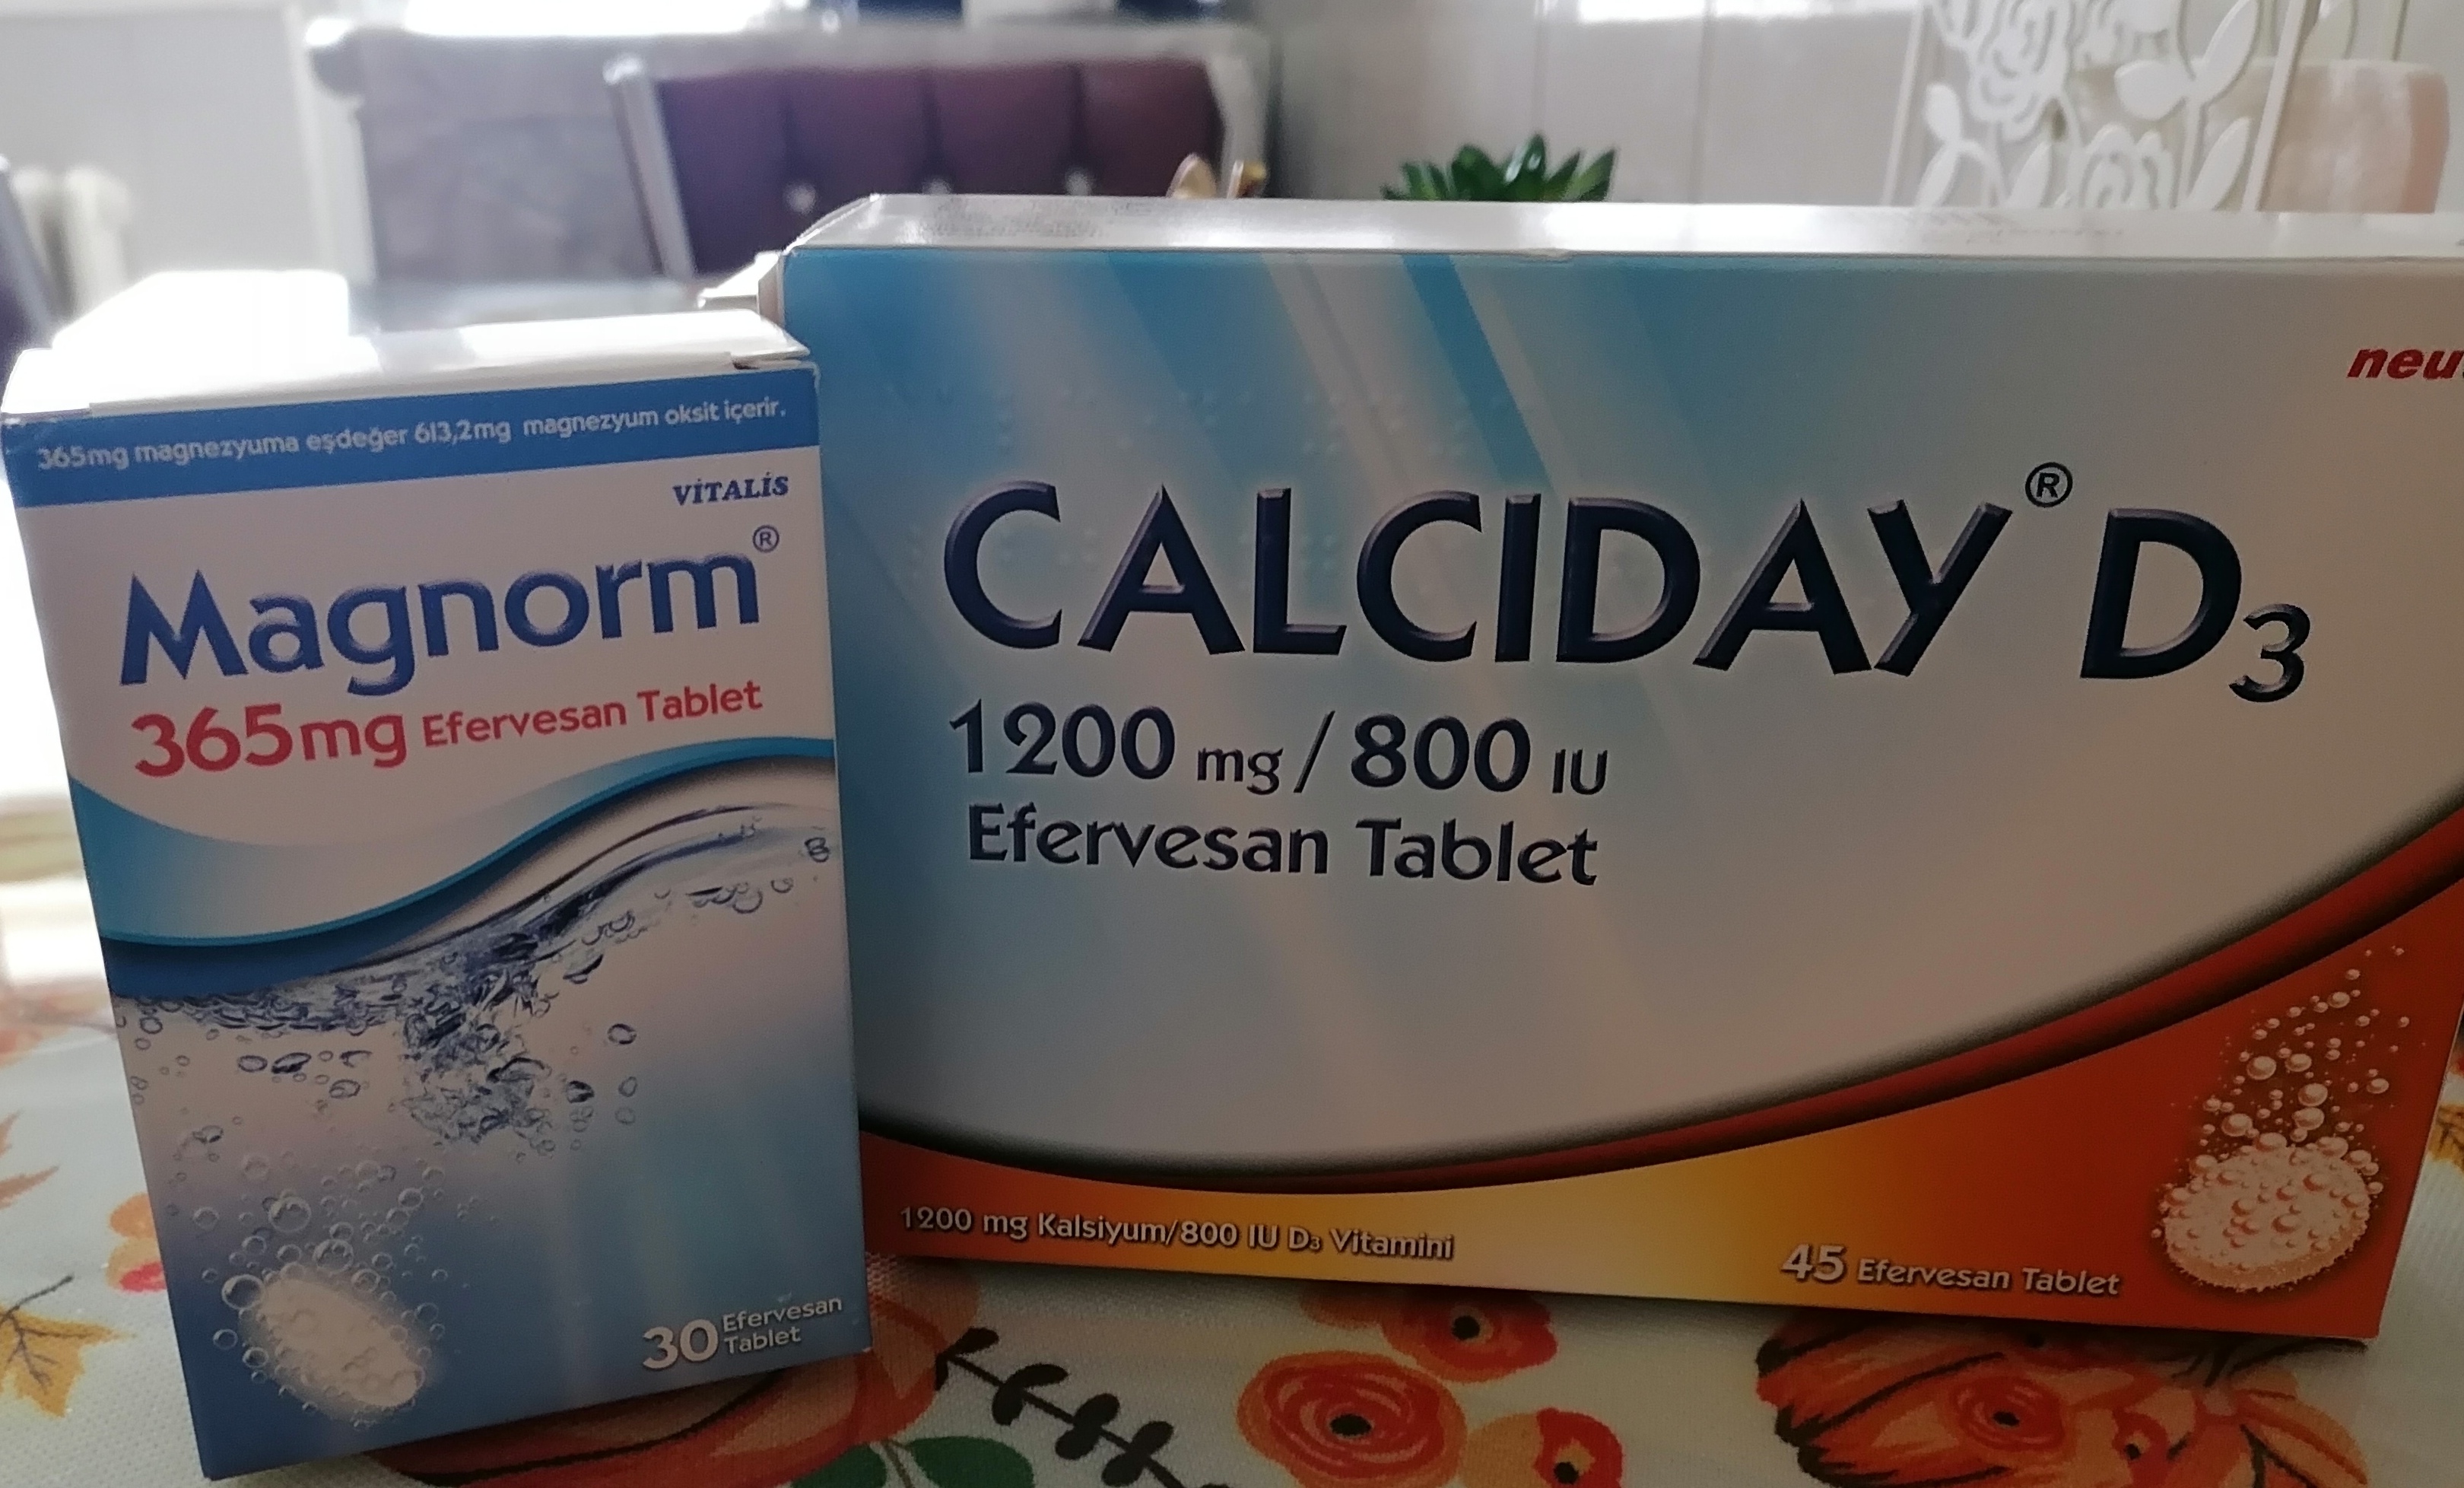 365mg magnezyuma eşdeğer 613,2mg magnezyum oksit içerir.
VİTALİS
Magnorm®
365mg Efervesan Tablet
30 Efervesan
Tablet
neu
CALCIDAY® D3
1200 mg / 800 IU
Efervesan Tablet
1200 mg Kalsiyum/800 IU D3 Vitamini
45 Efervesan Tablet